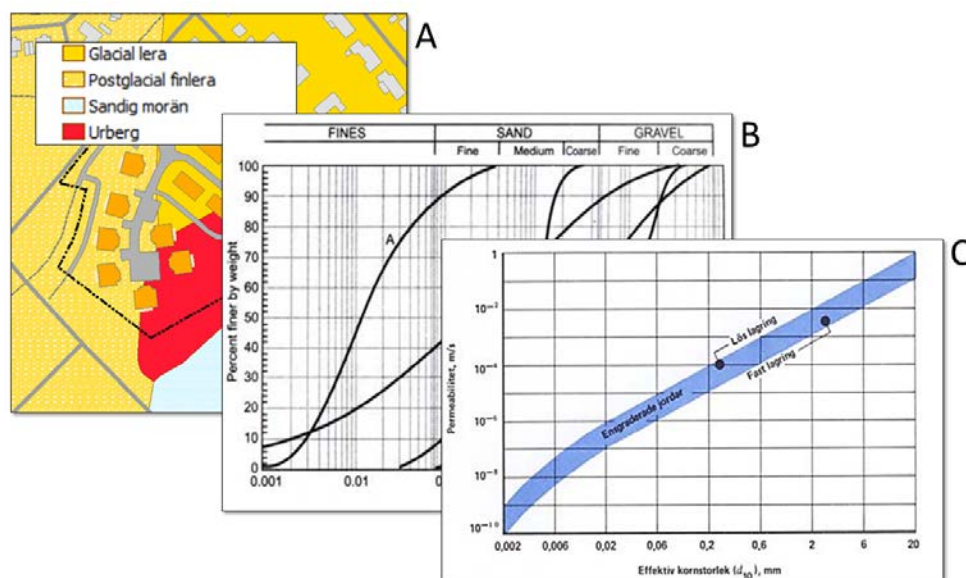 A
Glacial lera
Postglacial finlera
Sandig morän
Urberg
B
FINES SAND GRAVEL
Fine Medium Coarse Fine Coarse
Percent finer by weight
100
90
80
70
60
50
40
30
20
10
0
A
0.001 0.01
C
Permeabilitet, m/s
1
10⁻²
10⁻⁴
10⁻⁶
10⁻⁸
10⁻¹⁰
Lös lagring
Fast lagring
Ensgraderade jordar
0,002 0,006 0,02 0,06 0,2 0,6 2 6 20
Effektiv kornstorlek (d₁₀), mm